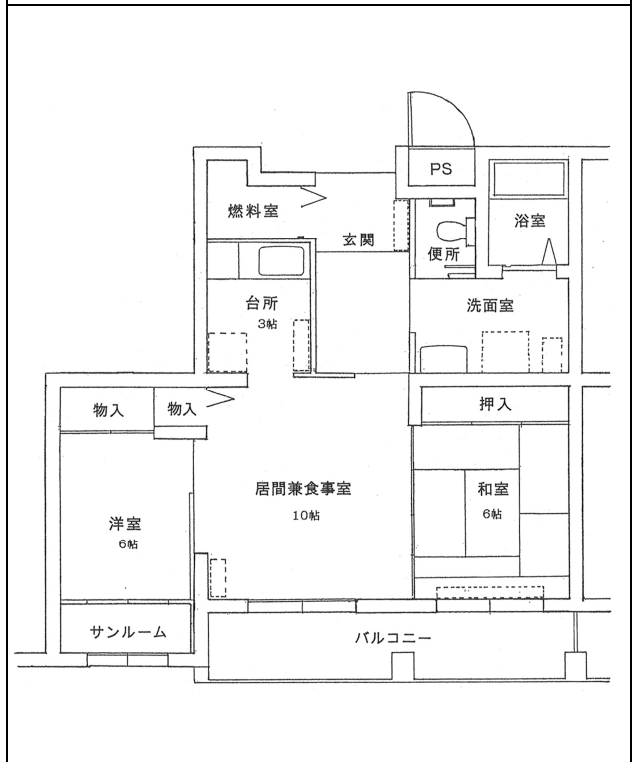 PS
燃料室
浴室
玄関
便所
台所
3帖
洗面室
物入
物入
押入
居間兼食事室
10帖
和室
6帖
洋室
6帖
サンルーム
バルコニー